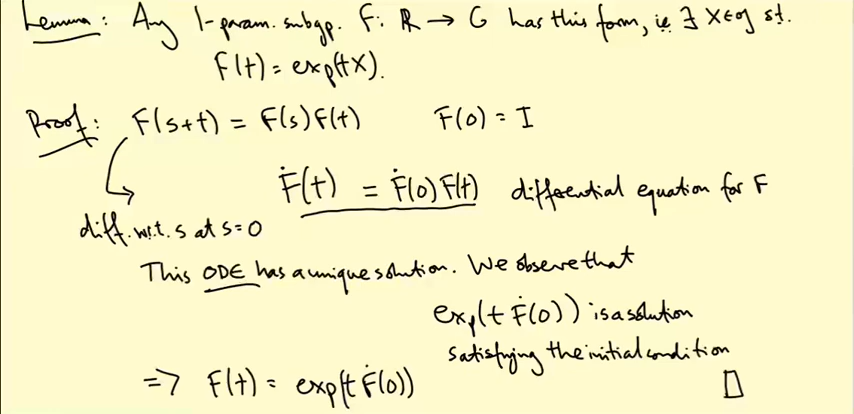 Lemma: Any 1-param. subgp. F: ℝ → G has this form, ie ∃ X∈𝔤 st.
F(t) = exp(tX).
Proof: F(s+t) = F(s)F(t) F(0) = I
Ḟ(t) = Ḟ(0)F(t) differential equation for F
diff. w.r.t. s at s=0
This ODE has a unique solution. We observe that
exp(t Ḟ(0)) is a solution
satisfying the initial condition
=> F(t) = exp(t Ḟ(0)) □